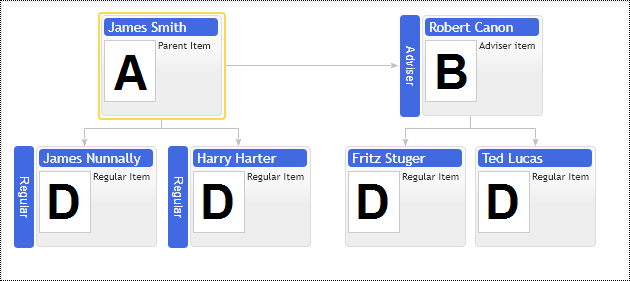 James Smith
Parent Item
A
Adviser
Robert Canon
Adviser item
B
Regular
James Nunnally
Regular Item
D
Regular
Harry Harter
Regular Item
D
Fritz Stuger
Regular Item
D
Ted Lucas
Regular Item
D